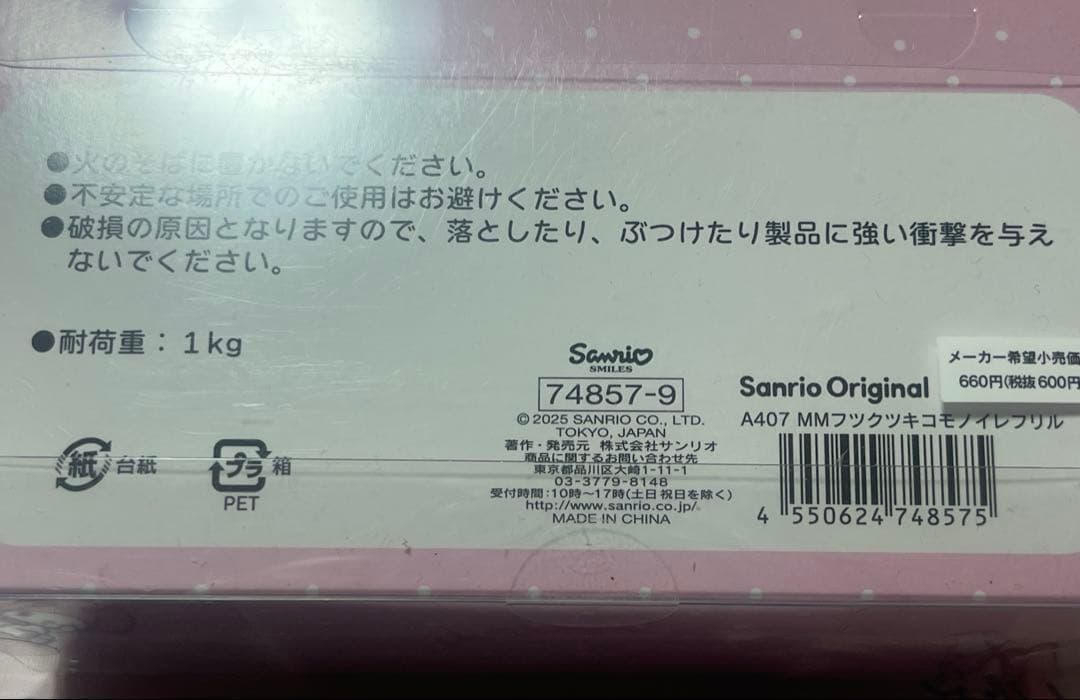 ●火のそばに置かないでください。
●不安定な場所でのご使用はお避けください。
●破損の原因となりますので、落としたり、ぶつけたり製品に強い衝撃を与え
ないでください。
●耐荷重：1kg
紙 台紙
プラ 箱
PET
Sanrio
SMILES
74857-9
©2025 SANRIO CO., LTD.
TOKYO, JAPAN
著作・発売元 株式会社サンリオ
商品に関するお問い合わせ先
東京都品川区大崎1-11-1
03-3779-8148
受付時間：10時～17時(土日祝日を除く)
http://www.sanrio.co.jp/
MADE IN CHINA
メーカー希望小売価
660円(税抜600円
Sanrio Original
A407 MMフツクツキコモノイレフリル
4 550624 748575